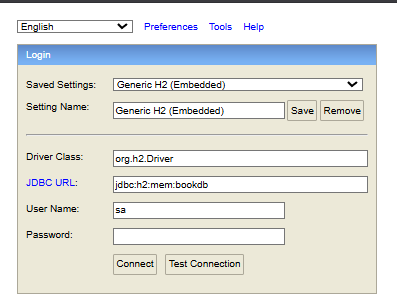 English Preferences Tools Help
Login
Saved Settings: Generic H2 (Embedded)
Setting Name: Generic H2 (Embedded) Save Remove
Driver Class: org.h2.Driver
JDBC URL: jdbc:h2:mem:bookdb
User Name: sa
Password:
Connect Test Connection